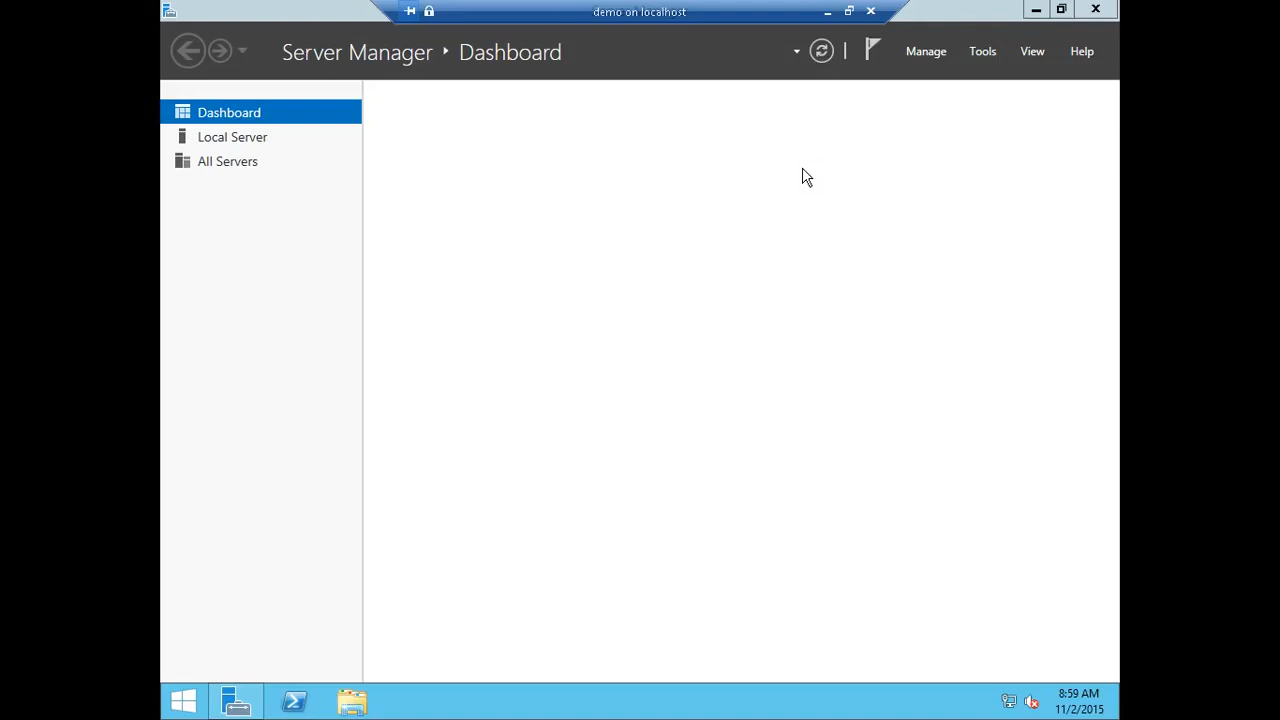 demo on localhost
Server Manager ‣ Dashboard
Manage Tools View Help
Dashboard
Local Server
All Servers
8:59 AM
11/2/2015